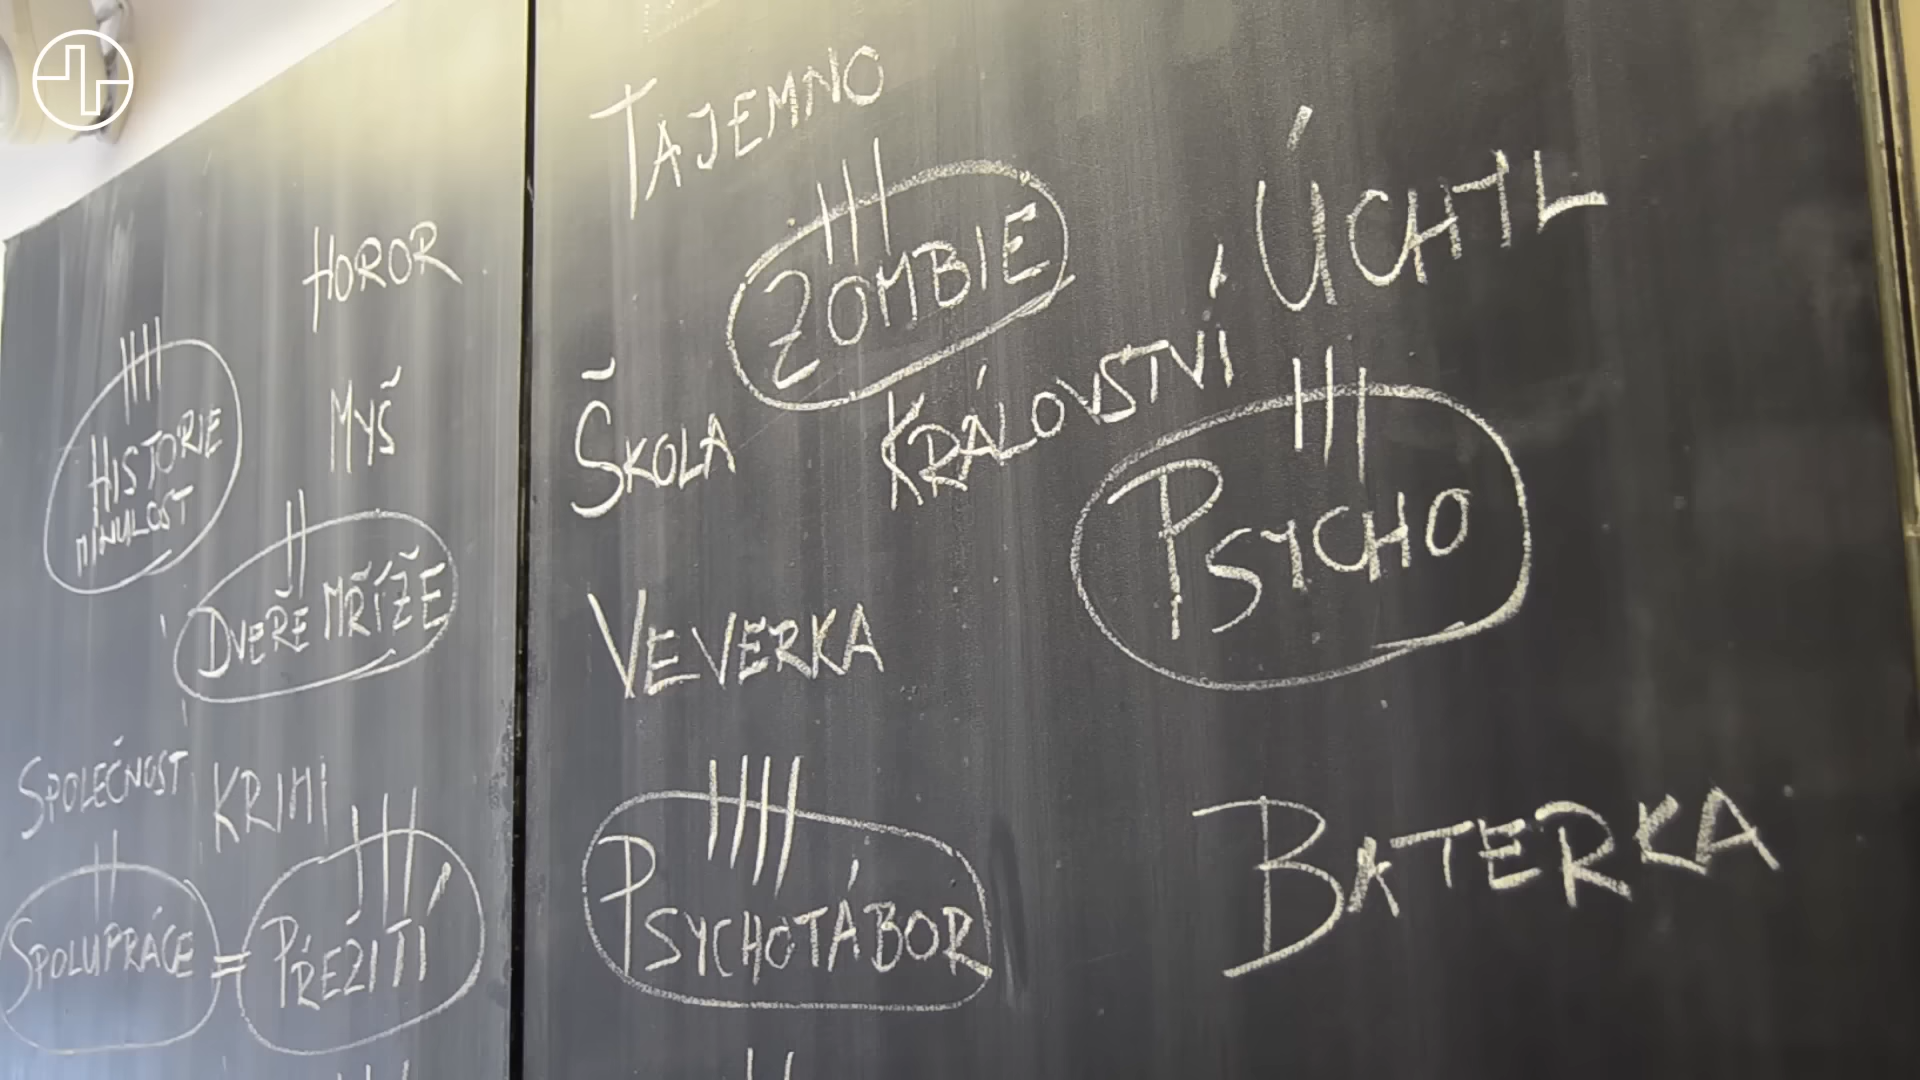 HOROR
HISTORIE
MINULOST
MYŠ
DVEŘE MŘÍŽE
SPOLEČNOST
KRIMI
SPOLUPRÁCE = PŘEŽITÍ
TAJEMNO
ZOMBIE
ÚCHYL
ŠKOLA
KRÁLOVSTVÍ
PSYCHO
VEVERKA
PSYCHOTÁBOR
BATERKA